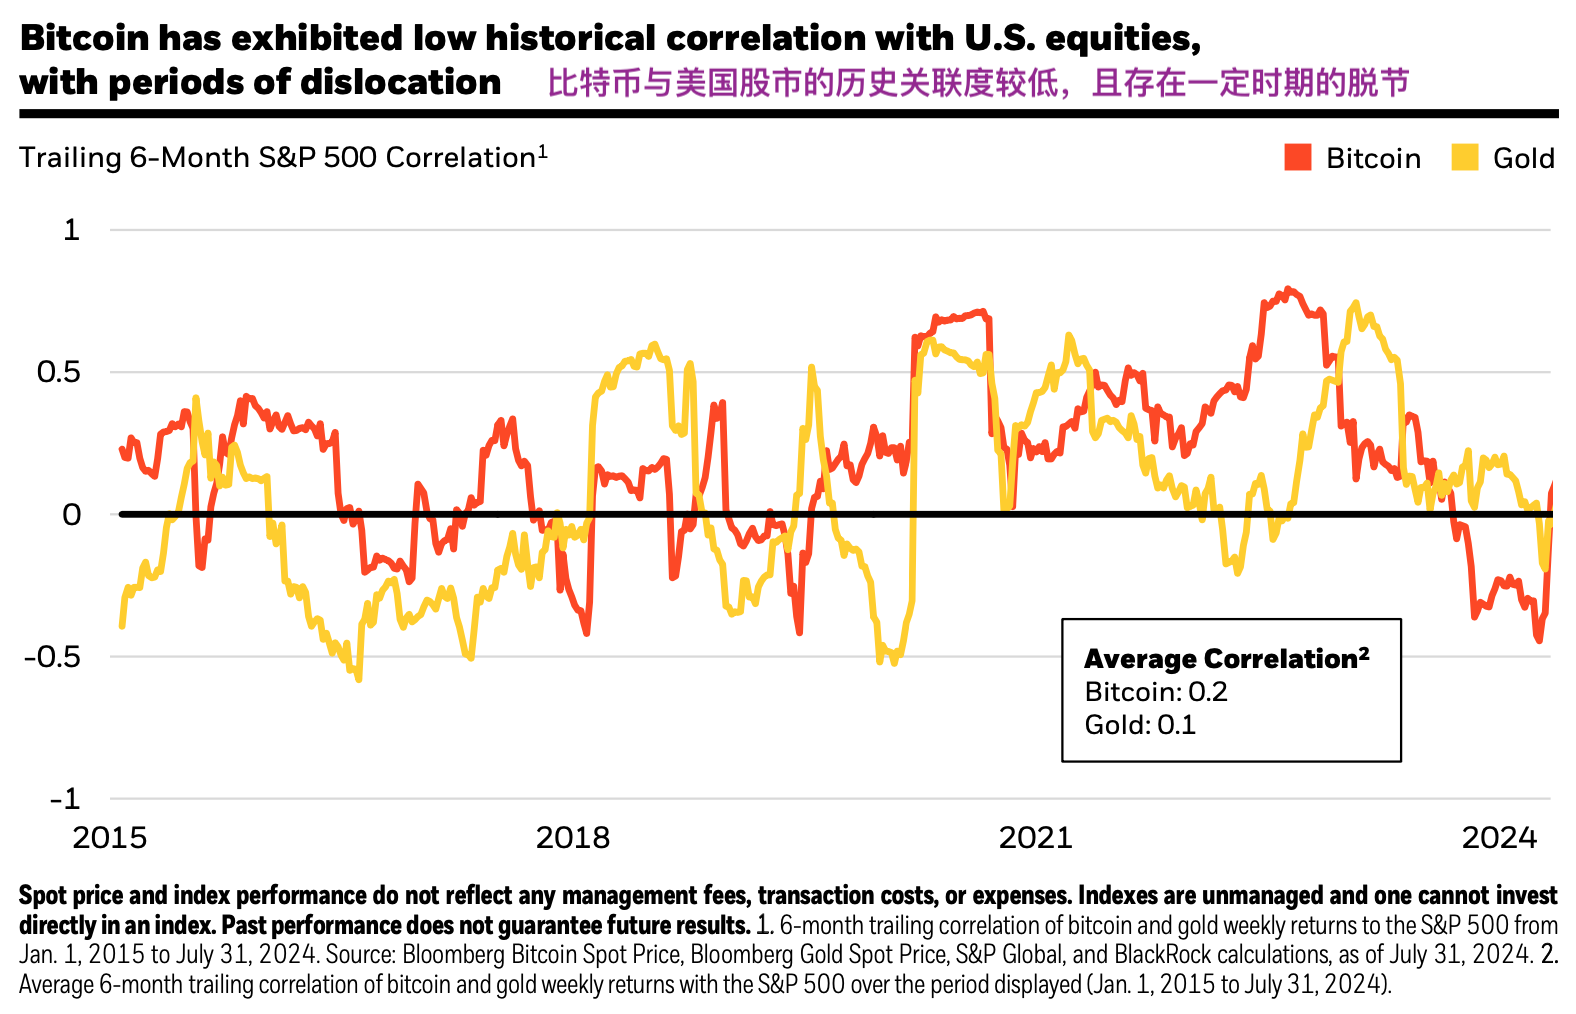 Bitcoin has exhibited low historical correlation with U.S. equities,
with periods of dislocation 比特币与美国股市的历史关联度较低，且存在一定时期的脱节
Trailing 6-Month S&P 500 Correlation¹
Bitcoin Gold
1
0.5
0
-0.5
-1
2015 2018 2021 2024
Average Correlation²
Bitcoin: 0.2
Gold: 0.1
Spot price and index performance do not reflect any management fees, transaction costs, or expenses. Indexes are unmanaged and one cannot invest
directly in an index. Past performance does not guarantee future results. 1. 6-month trailing correlation of bitcoin and gold weekly returns to the S&P 500 from
Jan. 1, 2015 to July 31, 2024. Source: Bloomberg Bitcoin Spot Price, Bloomberg Gold Spot Price, S&P Global, and BlackRock calculations, as of July 31, 2024. 2.
Average 6-month trailing correlation of bitcoin and gold weekly returns with the S&P 500 over the period displayed (Jan. 1, 2015 to July 31, 2024).